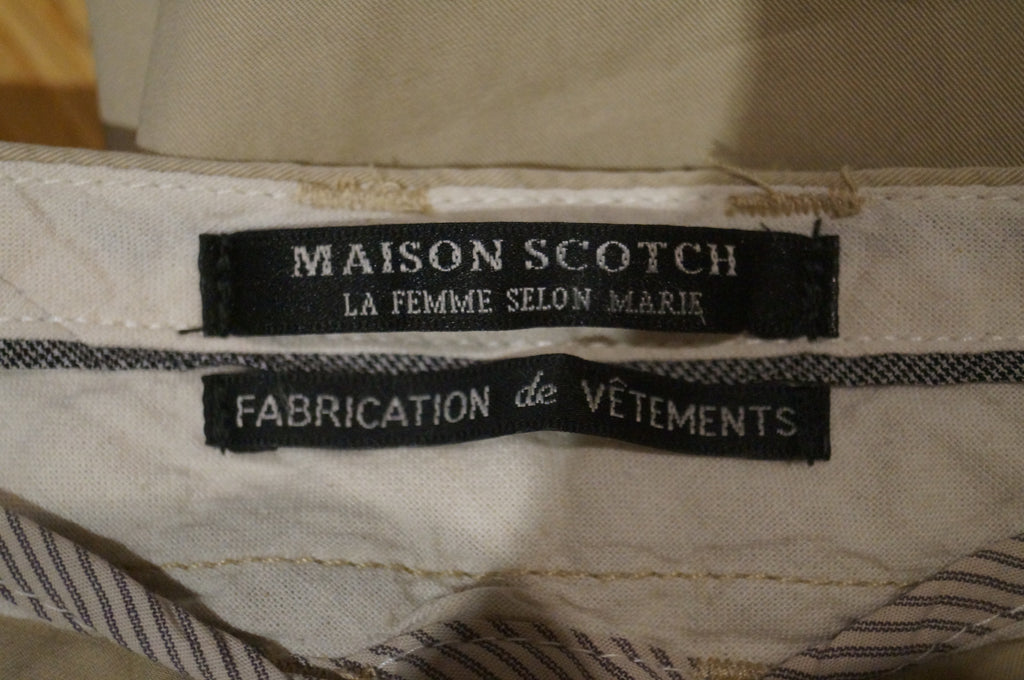 MAISON SCOTCH
LA FEMME SELON MARIE
FABRICATION de VÊTEMENTS